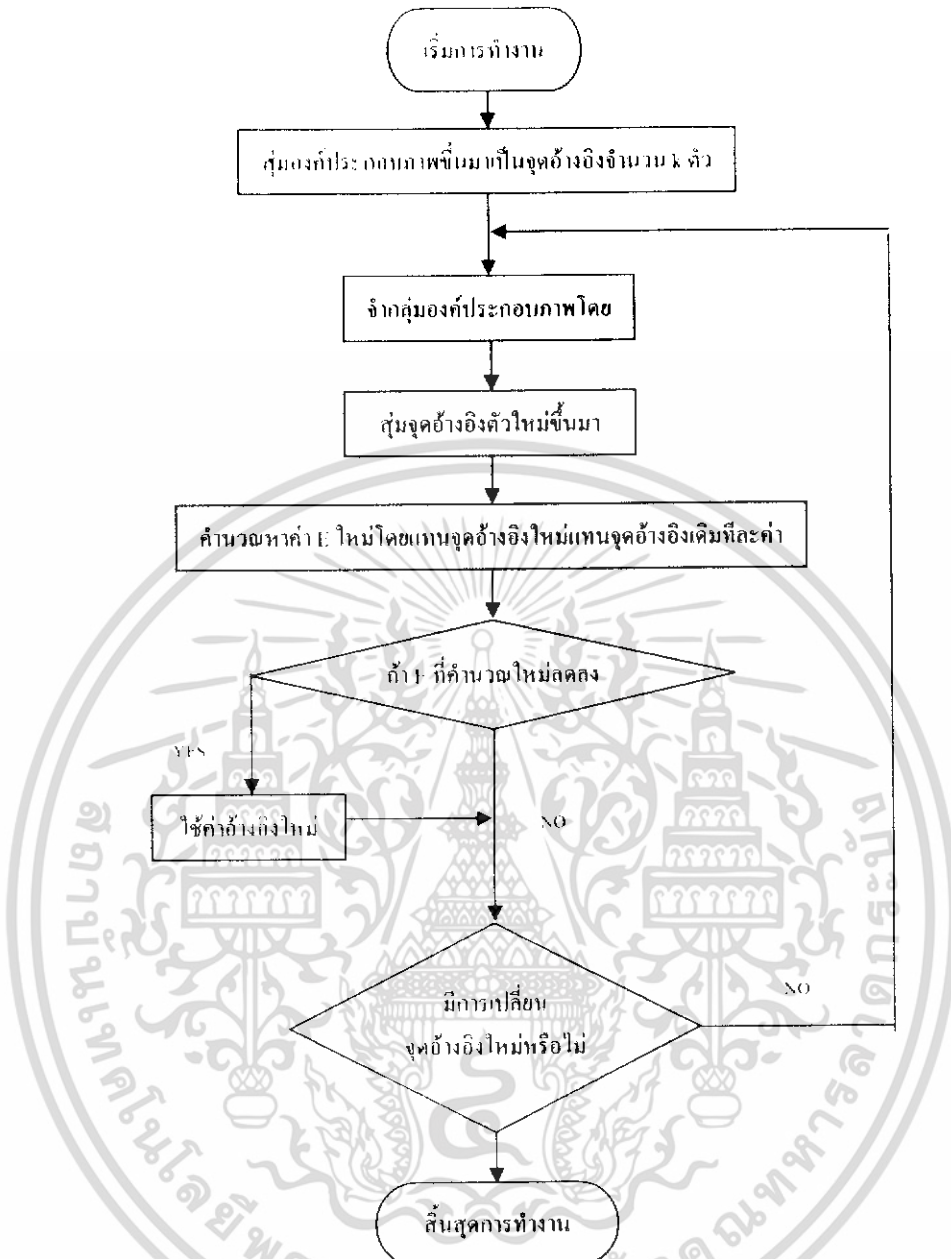 เริ่มการทำงาน
สุ่มองค์ประกอบภาพขึ้นมาเป็นจุดอ้างอิงจำนวน k ตัว
จำกลุ่มองค์ประกอบภาพโดย
สุ่มจุดอ้างอิงตัวใหม่ขึ้นมา
คำนวณหาค่า E ใหม่โดยแทนจุดอ้างอิงใหม่แทนจุดอ้างอิงเดิมทีละค่า
ถ้า E ที่คำนวณใหม่ลดลง
YES
ใช้ค่าอ้างอิงใหม่
NO
มีการเปลี่ยน
จุดอ้างอิงใหม่หรือไม่
NO
สิ้นสุดการทำงาน